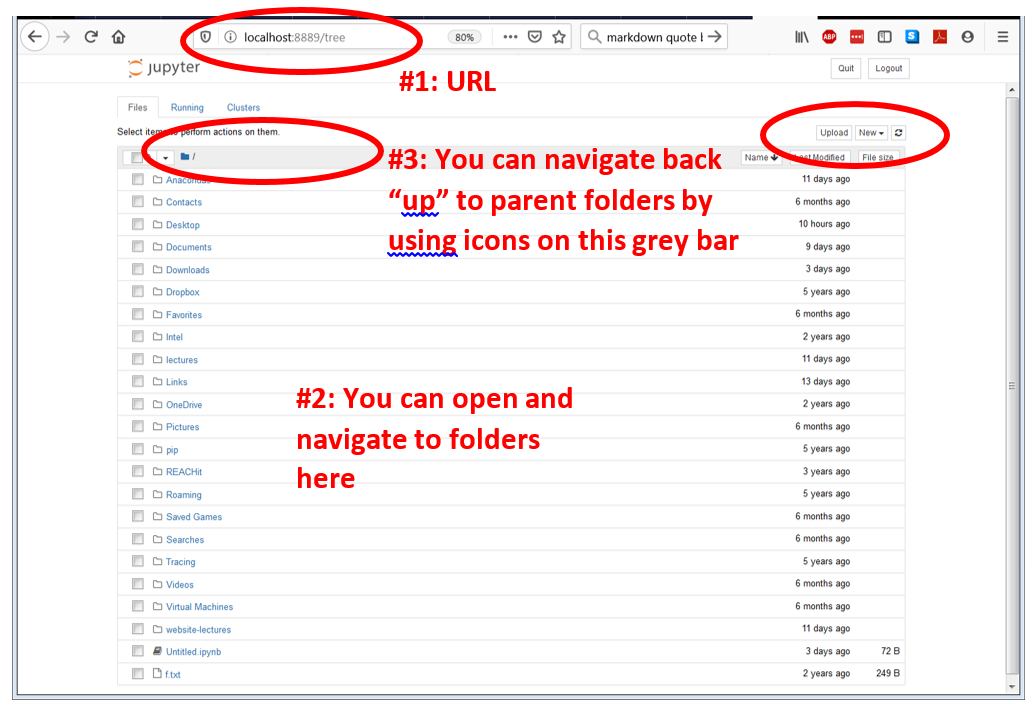 localhost:8889/tree 80% markdown quote l ABP S
jupyter Quit Logout
#1: URL
Files Running Clusters
Select items to perform actions on them. Upload New
/ Name Last Modified File size
#3: You can navigate back
“up” to parent folders by
using icons on this grey bar
Anacondas 11 days ago
Contacts 6 months ago
Desktop 10 hours ago
Documents 9 days ago
Downloads 3 days ago
Dropbox 5 years ago
Favorites 6 months ago
Intel 2 years ago
lectures 11 days ago
Links 13 days ago
#2: You can open and
navigate to folders
here
OneDrive 2 years ago
Pictures 6 months ago
pip 5 years ago
REACHit 3 years ago
Roaming 5 years ago
Saved Games 6 months ago
Searches 6 months ago
Tracing 5 years ago
Videos 6 months ago
Virtual Machines 6 months ago
website-lectures 11 days ago
Untitled.ipynb 3 days ago 72 B
f.txt 2 years ago 249 B